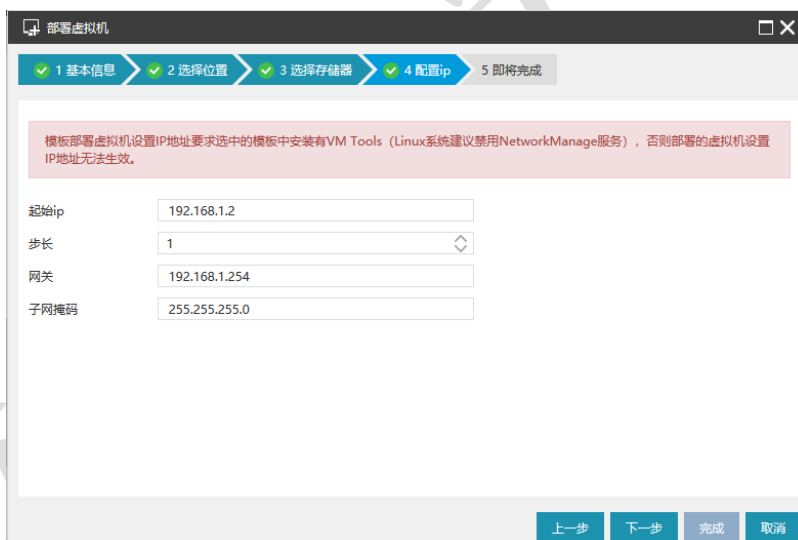 部署虚拟机
1 基本信息
2 选择位置
3 选择存储器
4 配置ip
5 即将完成
模板部署虚拟机设置IP地址要求选中的模板中安装有VM Tools（Linux系统建议禁用NetworkManage服务），否则部署的虚拟机设置
IP地址无法生效。
起始ip 192.168.1.2
步长 1
网关 192.168.1.254
子网掩码 255.255.255.0
上一步 下一步 完成 取消